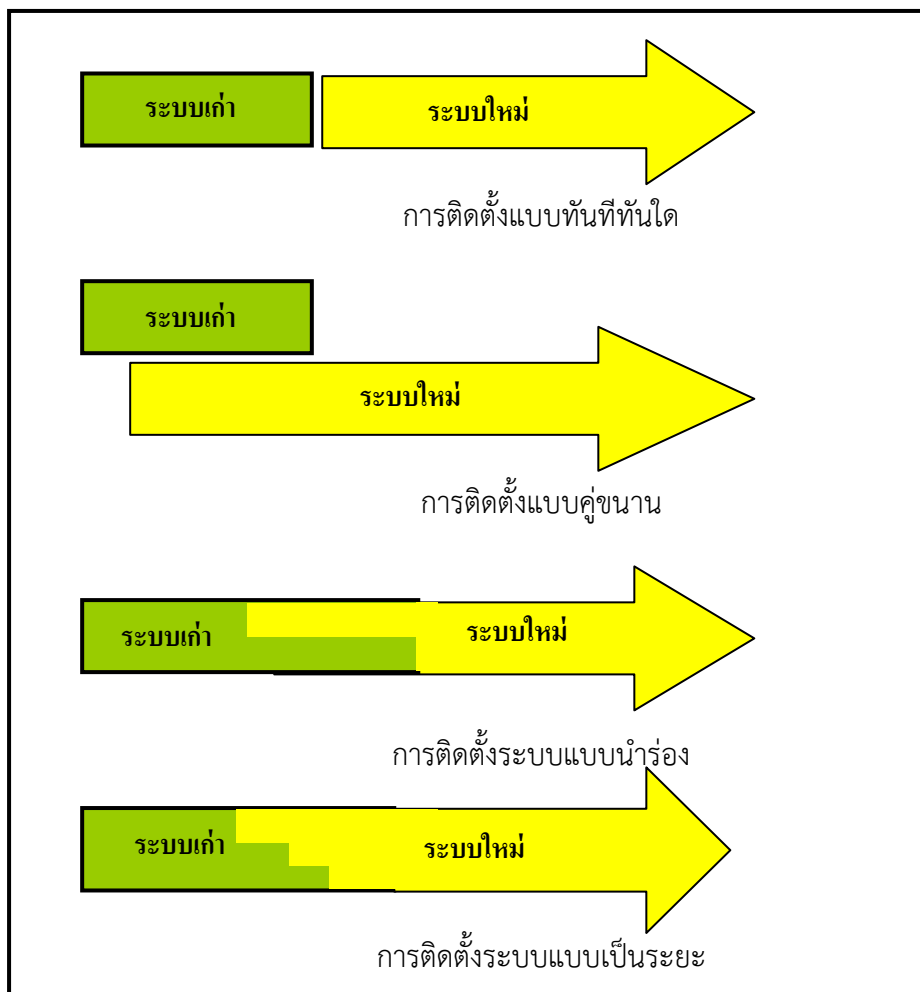 ระบบเก่า
ระบบใหม่
การติดตั้งแบบทันทีทันใด
ระบบเก่า
ระบบใหม่
การติดตั้งแบบคู่ขนาน
ระบบเก่า
ระบบใหม่
การติดตั้งระบบแบบนำร่อง
ระบบเก่า
ระบบใหม่
การติดตั้งระบบแบบเป็นระยะ